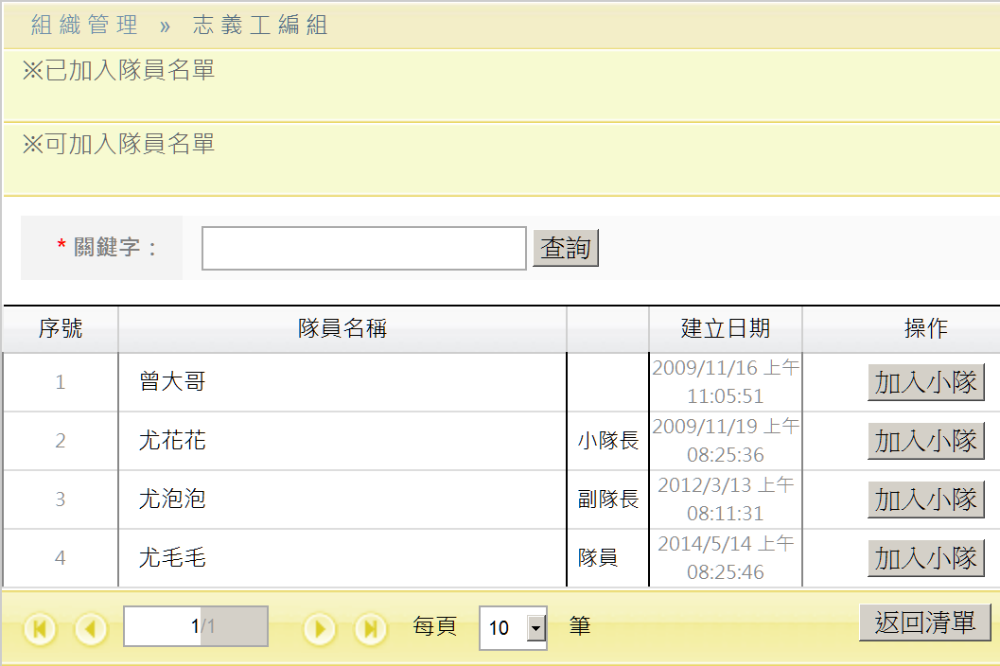 組織管理 » 志義工編組
※已加入隊員名單
※可加入隊員名單
* 關鍵字： 查詢
序號 隊員名稱 建立日期 操作
1 曾大哥 2009/11/16 上午 11:05:51 加入小隊
2 尤花花 小隊長 2009/11/19 上午 08:25:36 加入小隊
3 尤泡泡 副隊長 2012/3/13 上午 08:11:31 加入小隊
4 尤毛毛 隊員 2014/5/14 上午 08:25:46 加入小隊
1/1 每頁 10 筆 返回清單